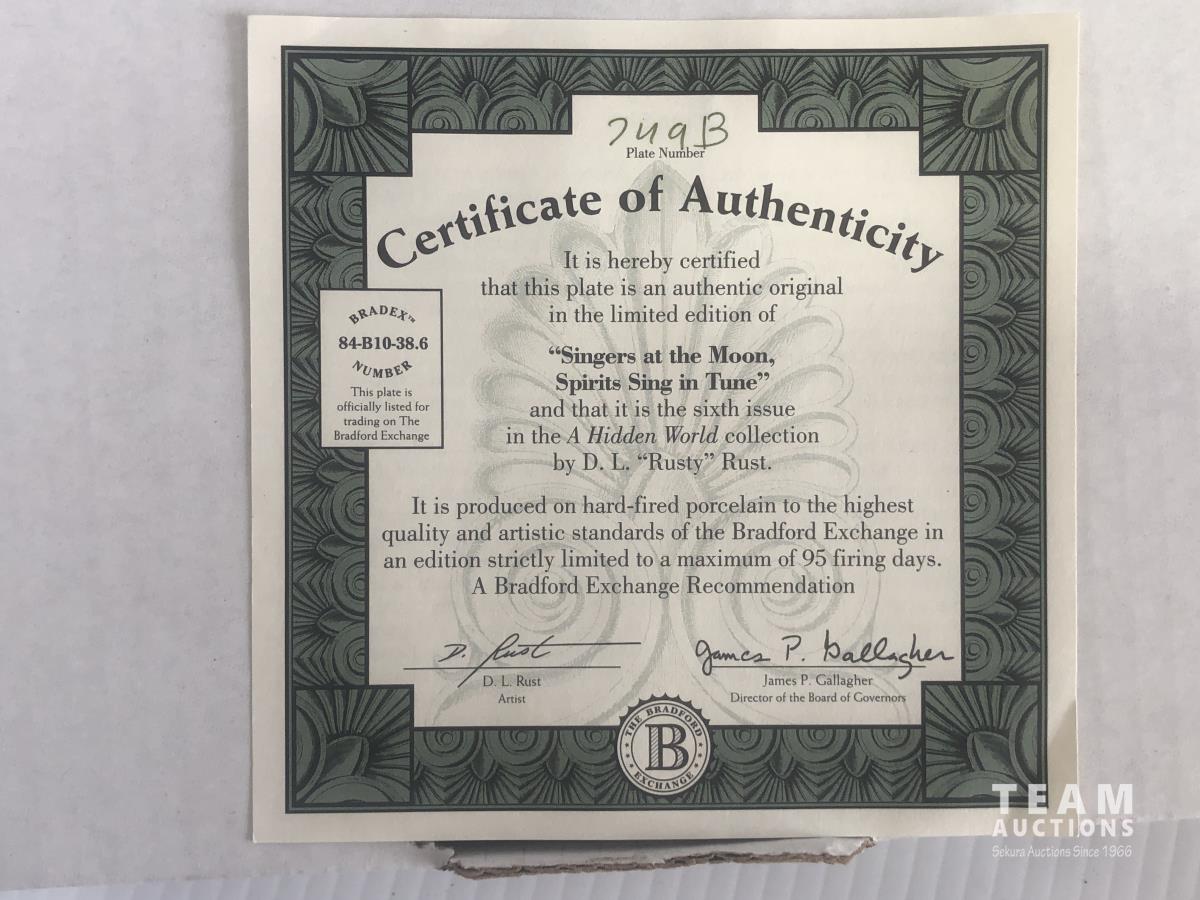 749B
Plate Number
Certificate of Authenticity
It is hereby certified
that this plate is an authentic original
in the limited edition of
“Singers at the Moon,
Spirits Sing in Tune”
and that it is the sixth issue
in the A Hidden World collection
by D. L. “Rusty” Rust.
BRADEX™
84-B10-38.6
NUMBER
This plate is
officially listed for
trading on The
Bradford Exchange
It is produced on hard-fired porcelain to the highest
quality and artistic standards of the Bradford Exchange in
an edition strictly limited to a maximum of 95 firing days.
A Bradford Exchange Recommendation
D. Rust
D. L. Rust
Artist
James P. Gallagher
James P. Gallagher
Director of the Board of Governors
THE BRADFORD
B
EXCHANGE
TEAM
AUCTIONS
Sekura Auctions Since 1966